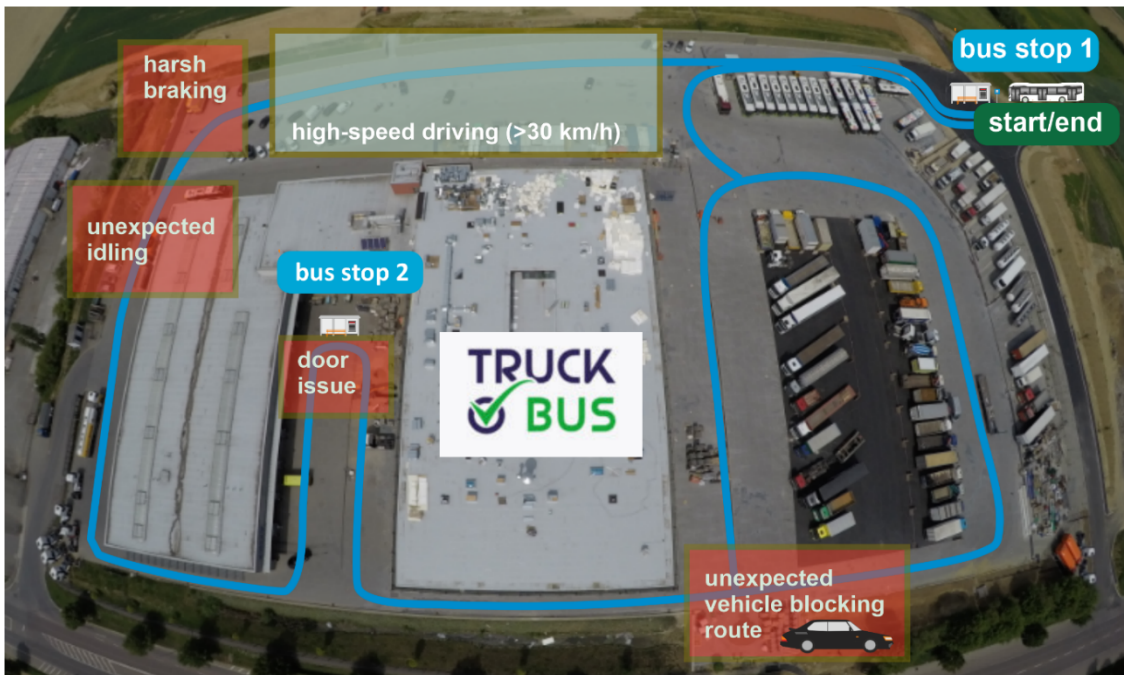 bus stop 1
start/end
harsh
braking
high-speed driving (>30 km/h)
unexpected
idling
bus stop 2
door
issue
TRUCK
BUS
unexpected
vehicle blocking
route